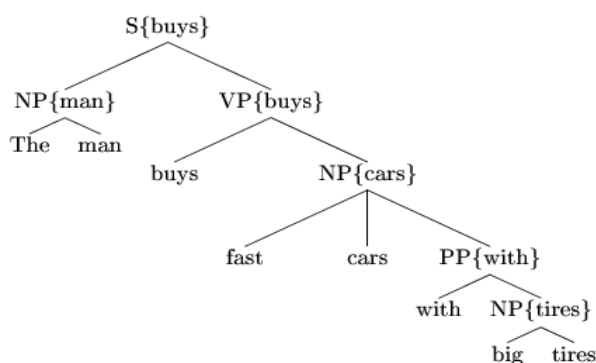 S{buys}
NP{man} VP{buys}
The man
buys NP{cars}
fast cars PP{with}
with NP{tires}
big tires